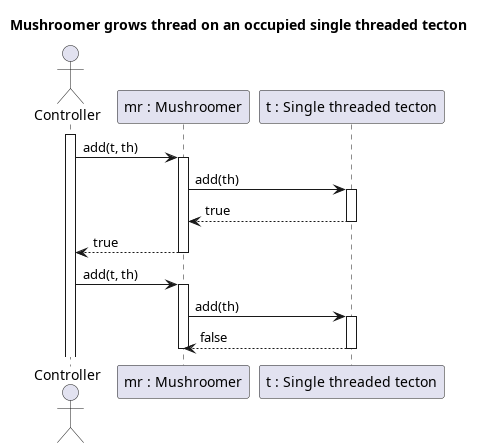 Mushroomer grows thread on an occupied single threaded tecton
Controller
mr : Mushroomer
t : Single threaded tecton
add(t, th)
add(th)
true
true
add(t, th)
add(th)
false
Controller
mr : Mushroomer
t : Single threaded tecton